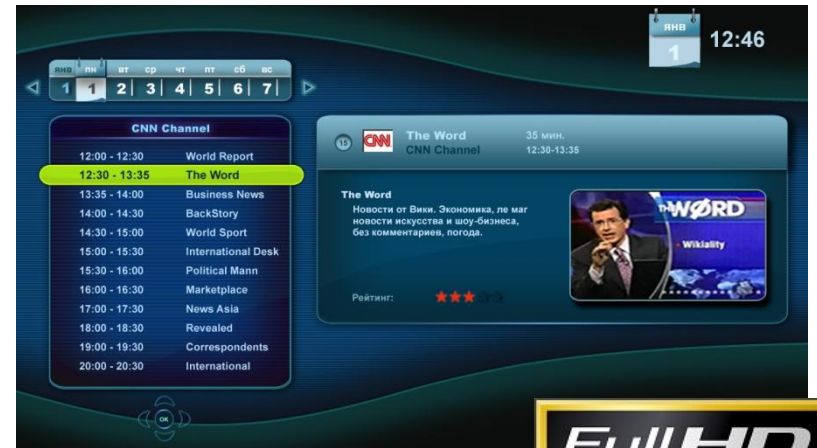 янв
1
12:46
янв пн вт ср чт пт сб вс
1 1 2 3 4 5 6 7
CNN Channel
12:00 - 12:30 World Report
12:30 - 13:35 The Word
13:35 - 14:00 Business News
14:00 - 14:30 BackStory
14:30 - 15:00 World Sport
15:00 - 15:30 International Desk
15:30 - 16:00 Political Mann
16:00 - 16:30 Marketplace
17:00 - 17:30 News Asia
18:00 - 18:30 Revealed
19:00 - 19:30 Correspondents
20:00 - 20:30 International
OK
15 CNN The Word 35 мин.
CNN Channel 12:30-13:35
The Word
Новости от Вики. Экономика, ле маг
новости искусства и шоу-бизнеса,
без комментариев, погода.
Рейтинг:
THE WØRD
Wikiality
Full HD